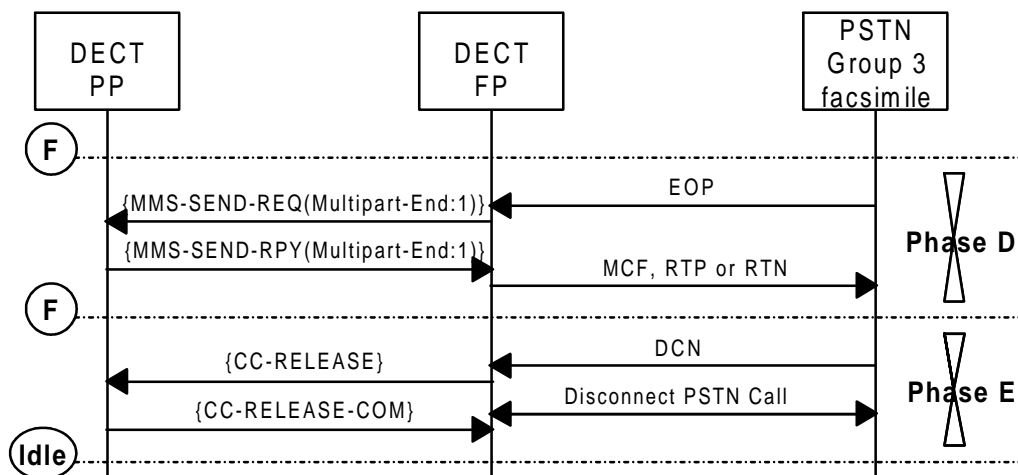 DECT
PP
DECT
FP
PSTN
Group 3
facsimile
F
EOP
{MMS-SEND-REQ(Multipart-End:1)}
Phase D
{MMS-SEND-RPY(Multipart-End:1)}
MCF, RTP or RTN
F
DCN
{CC-RELEASE}
Phase E
Disconnect PSTN Call
{CC-RELEASE-COM}
Idle